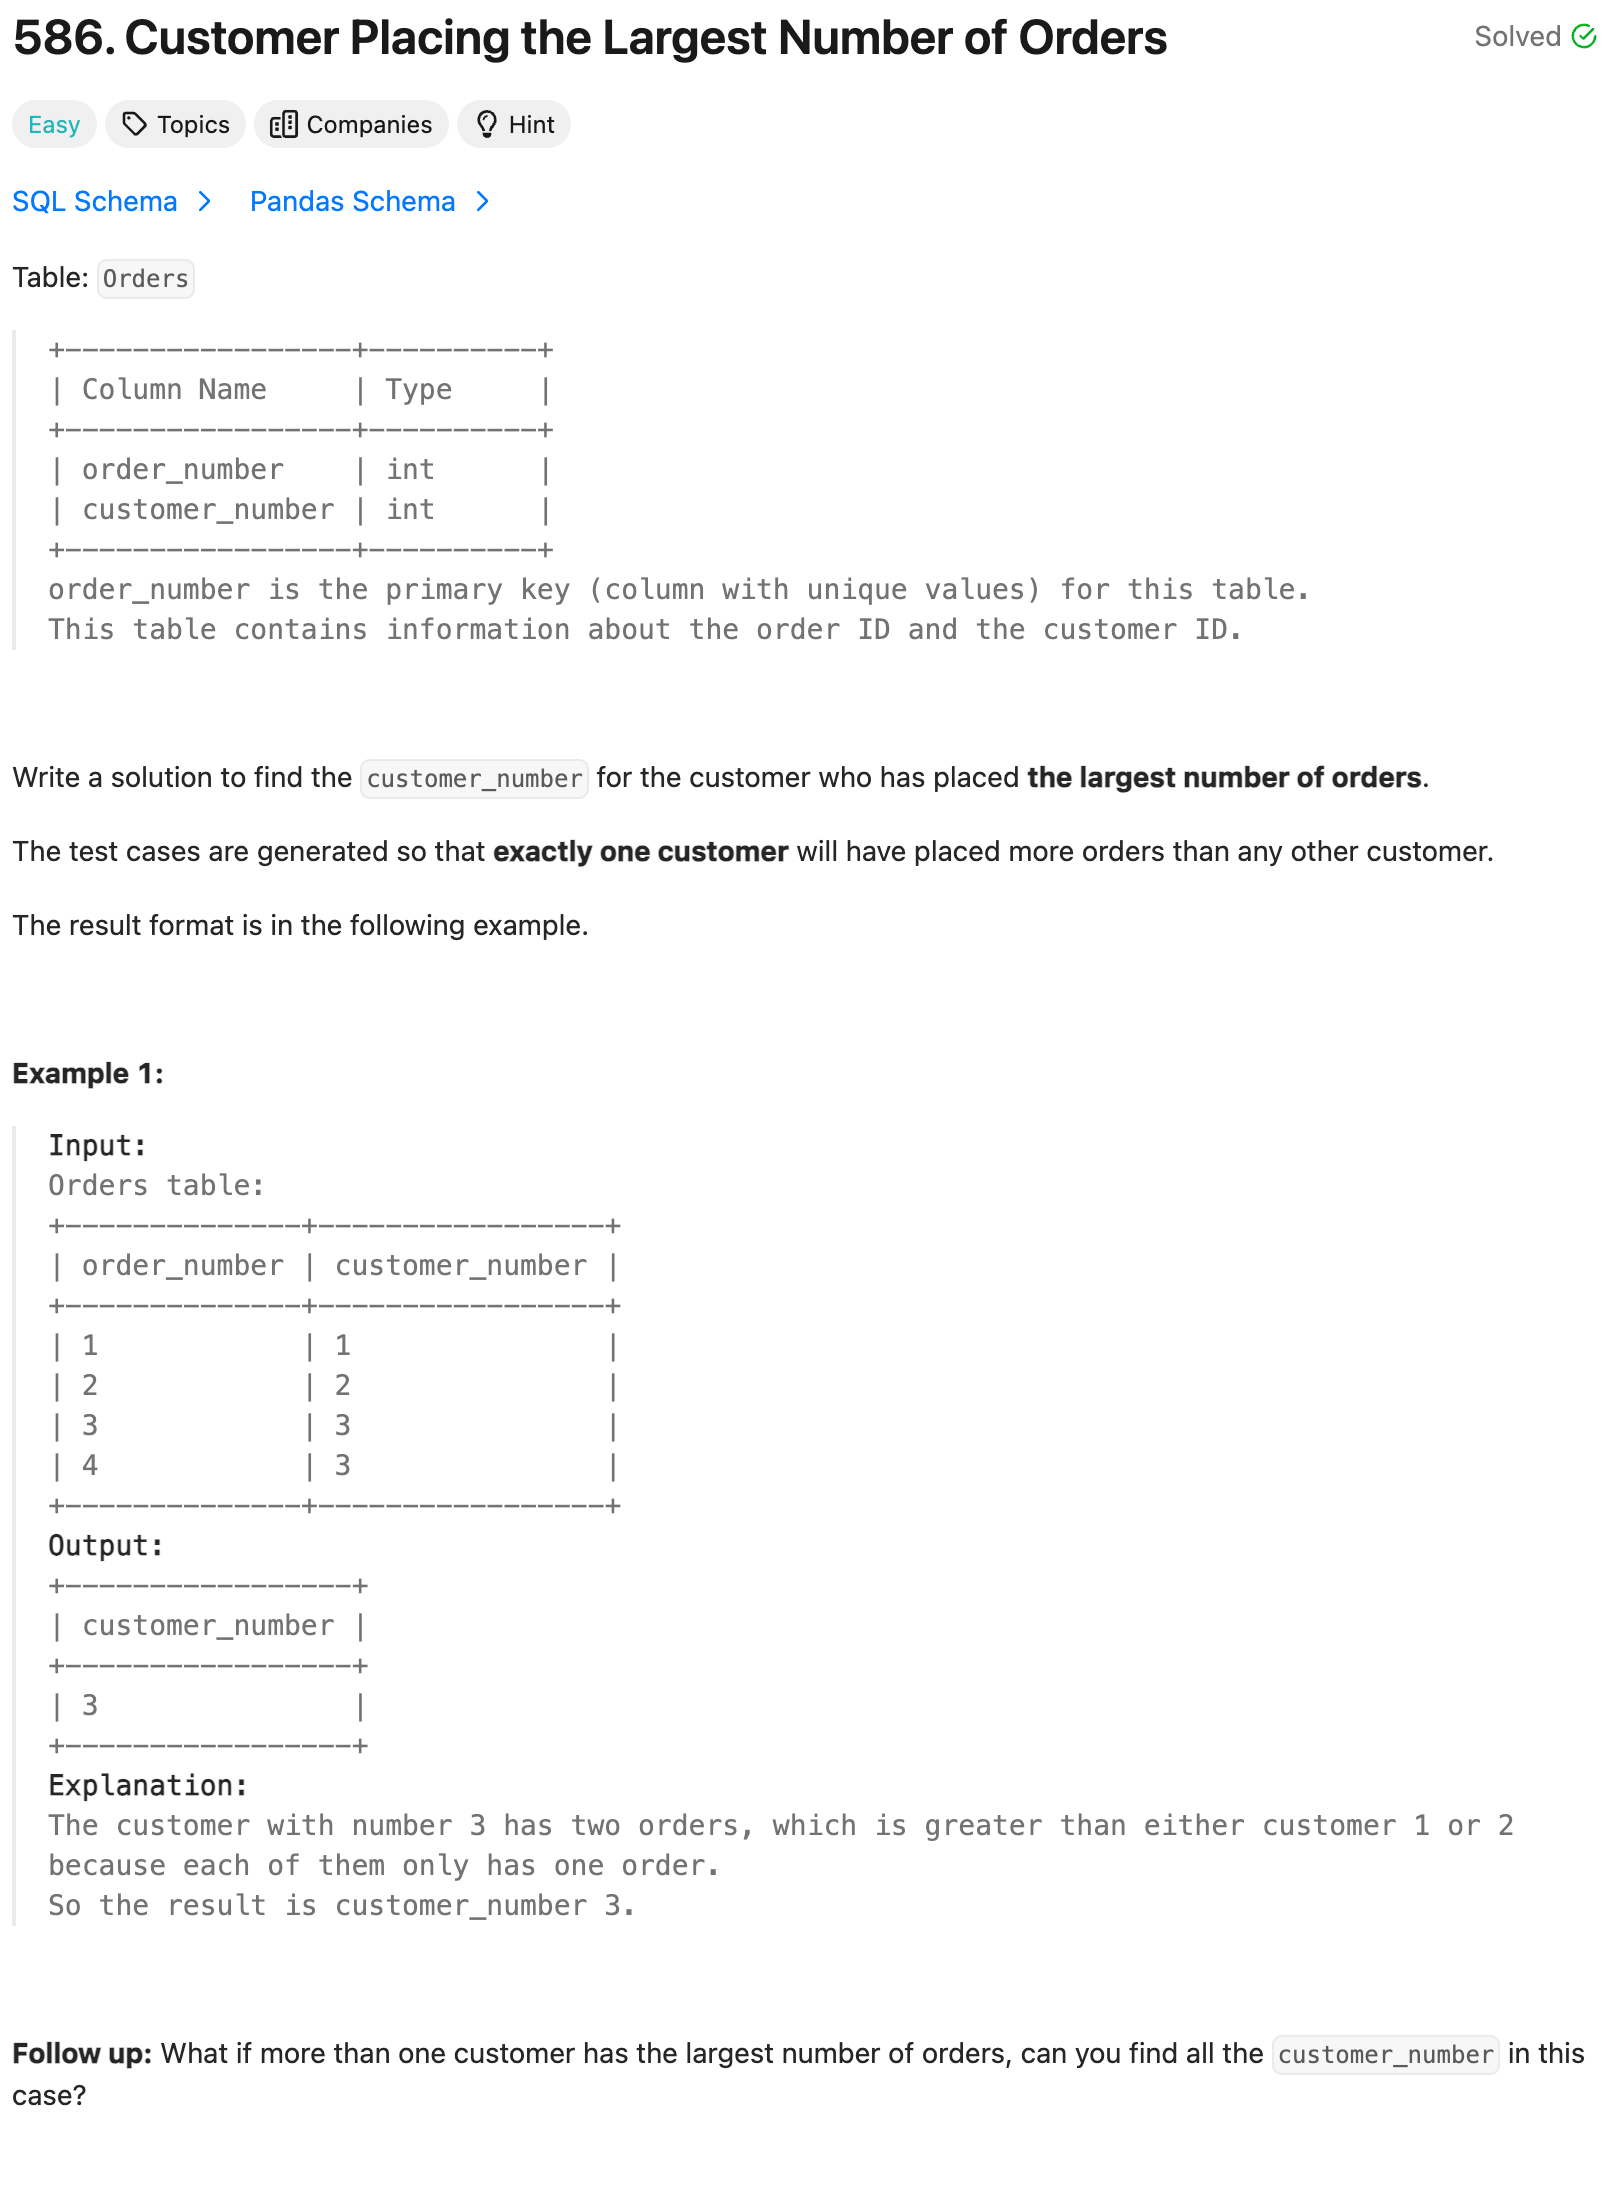 586. Customer Placing the Largest Number of Orders
Solved
Easy
Topics
Companies
Hint
SQL Schema
Pandas Schema
Table: Orders
+-----------------+----------+
| Column Name     | Type     |
+-----------------+----------+
| order_number    | int      |
| customer_number | int      |
+-----------------+----------+
order_number is the primary key (column with unique values) for this table.
This table contains information about the order ID and the customer ID.
Write a solution to find the customer_number for the customer who has placed the largest number of orders.
The test cases are generated so that exactly one customer will have placed more orders than any other customer.
The result format is in the following example.
Example 1:
Input:
Orders table:
+--------------+-----------------+
| order_number | customer_number |
+--------------+-----------------+
| 1            | 1               |
| 2            | 2               |
| 3            | 3               |
| 4            | 3               |
+--------------+-----------------+
Output:
+-----------------+
| customer_number |
+-----------------+
| 3               |
+-----------------+
Explanation:
The customer with number 3 has two orders, which is greater than either customer 1 or 2
because each of them only has one order.
So the result is customer_number 3.
Follow up: What if more than one customer has the largest number of orders, can you find all the customer_number in this
case?